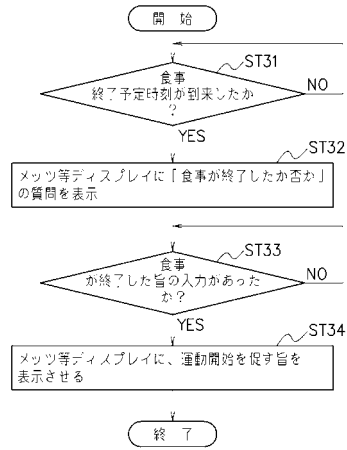 開 始
ST31
食事
終了予定時刻が到来したか
?
NO
YES
ST32
メッツ等ディスプレイに「食事が終了したか否か」
の質問を表示
ST33
食事
が終了した旨の入力があった
か?
NO
YES
ST34
メッツ等ディスプレイに、運動開始を促す旨を
表示させる
終 了